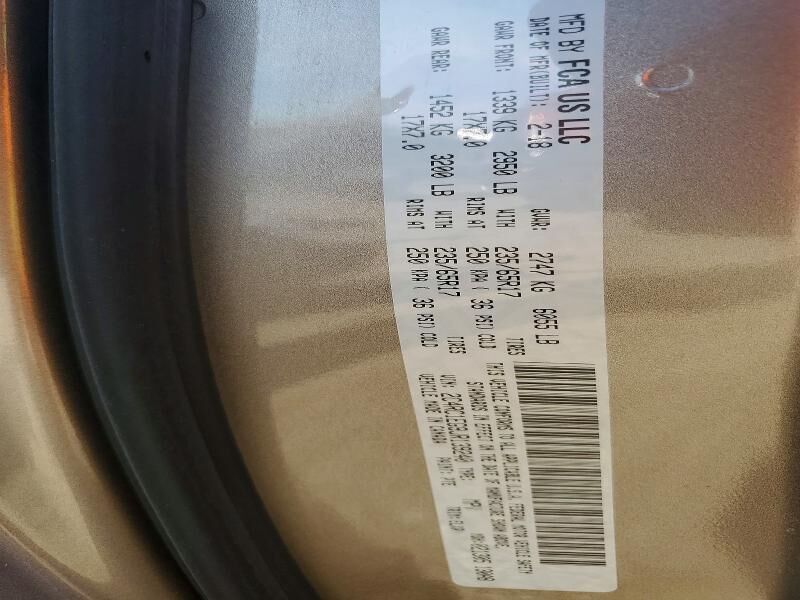 MFD BY FCA US LLC
DATE OF MFR(BUILT): 2-18 GVWR: 2747 KG 6055 LB
GAWR FRONT: 1339 KG 2950 LB WITH 235/65R17 TIRES
17X7.0 RIMS AT 250 KPA ( 36 PSI) COLD
GAWR REAR: 1452 KG 3200 LB WITH 235/65R17 TIRES
17X7.0 RIMS AT 250 KPA ( 36 PSI) COLD
THIS VEHICLE CONFORMS TO ALL APPLICABLE U.S.A. FEDERAL MOTOR VEHICLE SAFETY
STANDARDS IN EFFECT ON THE DATE OF MANUFACTURE SHOWN ABOVE.
VIN: TYPE: MPV
VEHICLE MADE IN CANADA PAINT: TRIM: